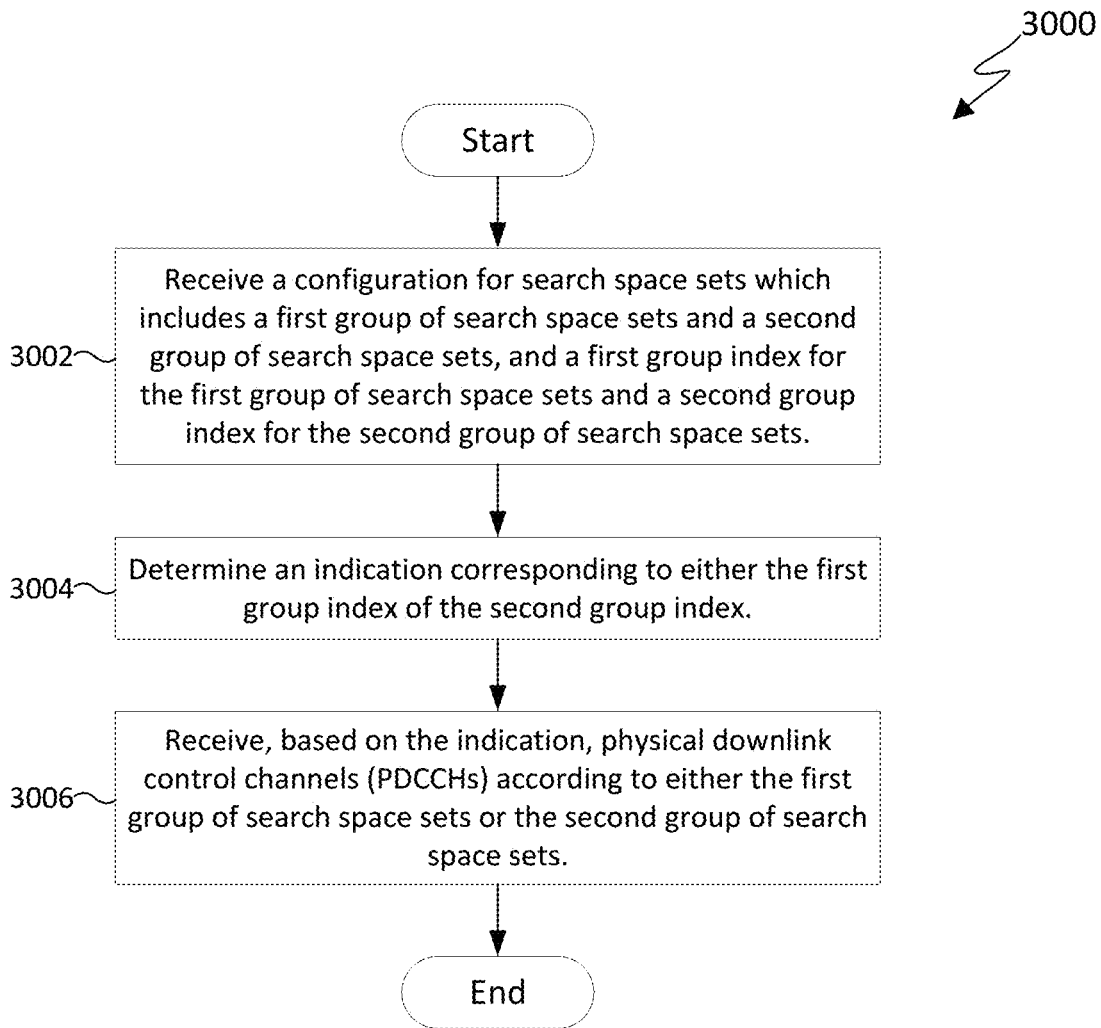 3000
Start
Receive a configuration for search space sets which
includes a first group of search space sets and a second
group of search space sets, and a first group index for
the first group of search space sets and a second group
index for the second group of search space sets.
3002
Determine an indication corresponding to either the first
group index of the second group index.
3004
Receive, based on the indication, physical downlink
control channels (PDCCHs) according to either the first
group of search space sets or the second group of search
space sets.
3006
End